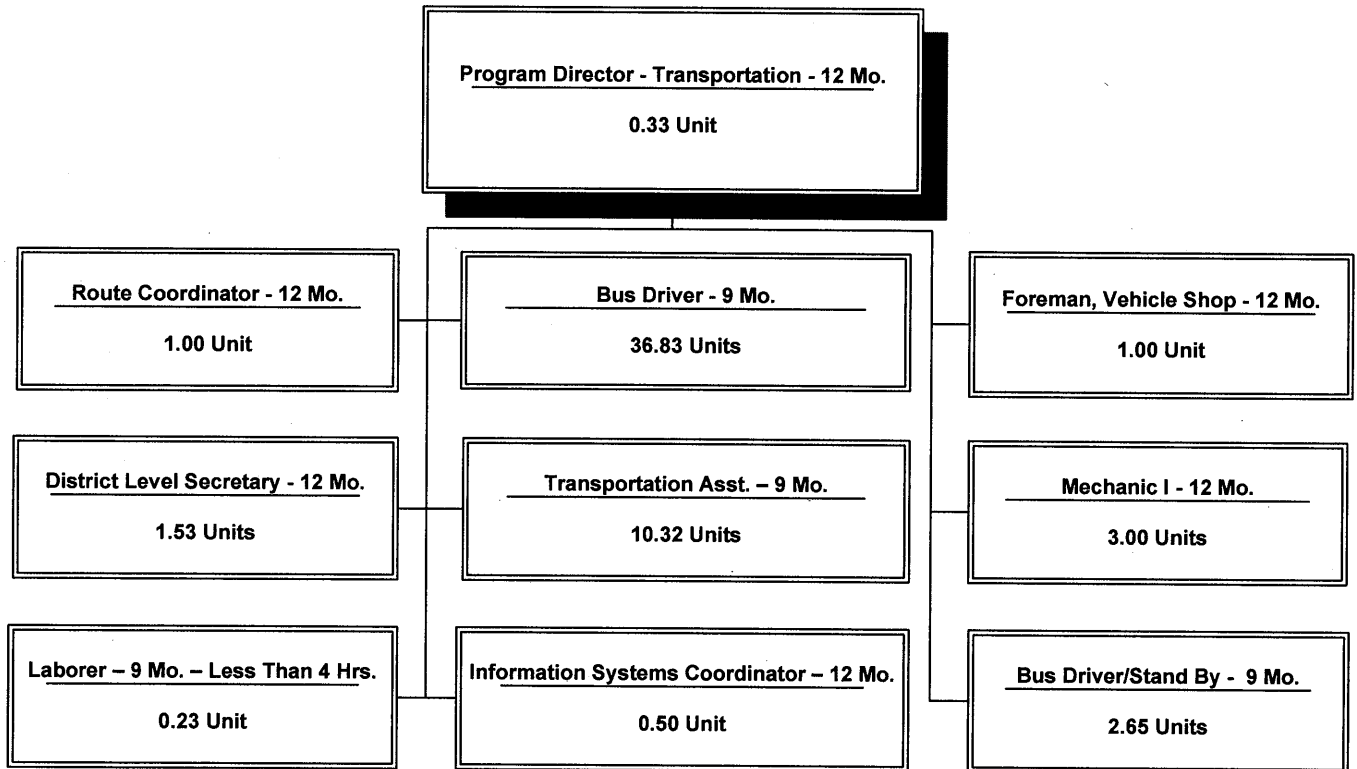 Program Director - Transportation - 12 Mo.
0.33 Unit
Route Coordinator - 12 Mo.
1.00 Unit
Bus Driver - 9 Mo.
36.83 Units
Foreman, Vehicle Shop - 12 Mo.
1.00 Unit
District Level Secretary - 12 Mo.
1.53 Units
Transportation Asst. – 9 Mo.
10.32 Units
Mechanic I - 12 Mo.
3.00 Units
Laborer – 9 Mo. – Less Than 4 Hrs.
0.23 Unit
Information Systems Coordinator – 12 Mo.
0.50 Unit
Bus Driver/Stand By - 9 Mo.
2.65 Units